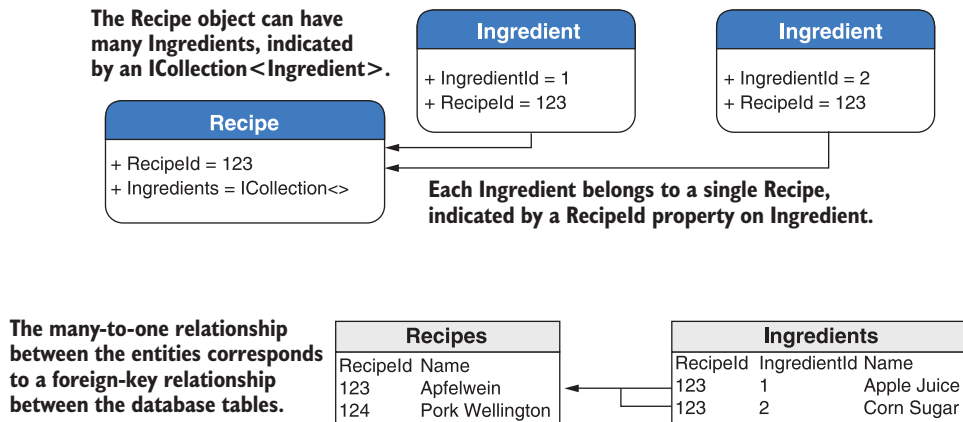 The Recipe object can have
many Ingredients, indicated
by an ICollection<Ingredient>.
Ingredient
+ IngredientId = 1
+ RecipeId = 123
Ingredient
+ IngredientId = 2
+ RecipeId = 123
Recipe
+ RecipeId = 123
+ Ingredients = ICollection<>
Each Ingredient belongs to a single Recipe,
indicated by a RecipeId property on Ingredient.
The many-to-one relationship
between the entities corresponds
to a foreign-key relationship
between the database tables.
Recipes
RecipeId Name
123 Apfelwein
124 Pork Wellington
Ingredients
RecipeId IngredientId Name
123 1 Apple Juice
123 2 Corn Sugar